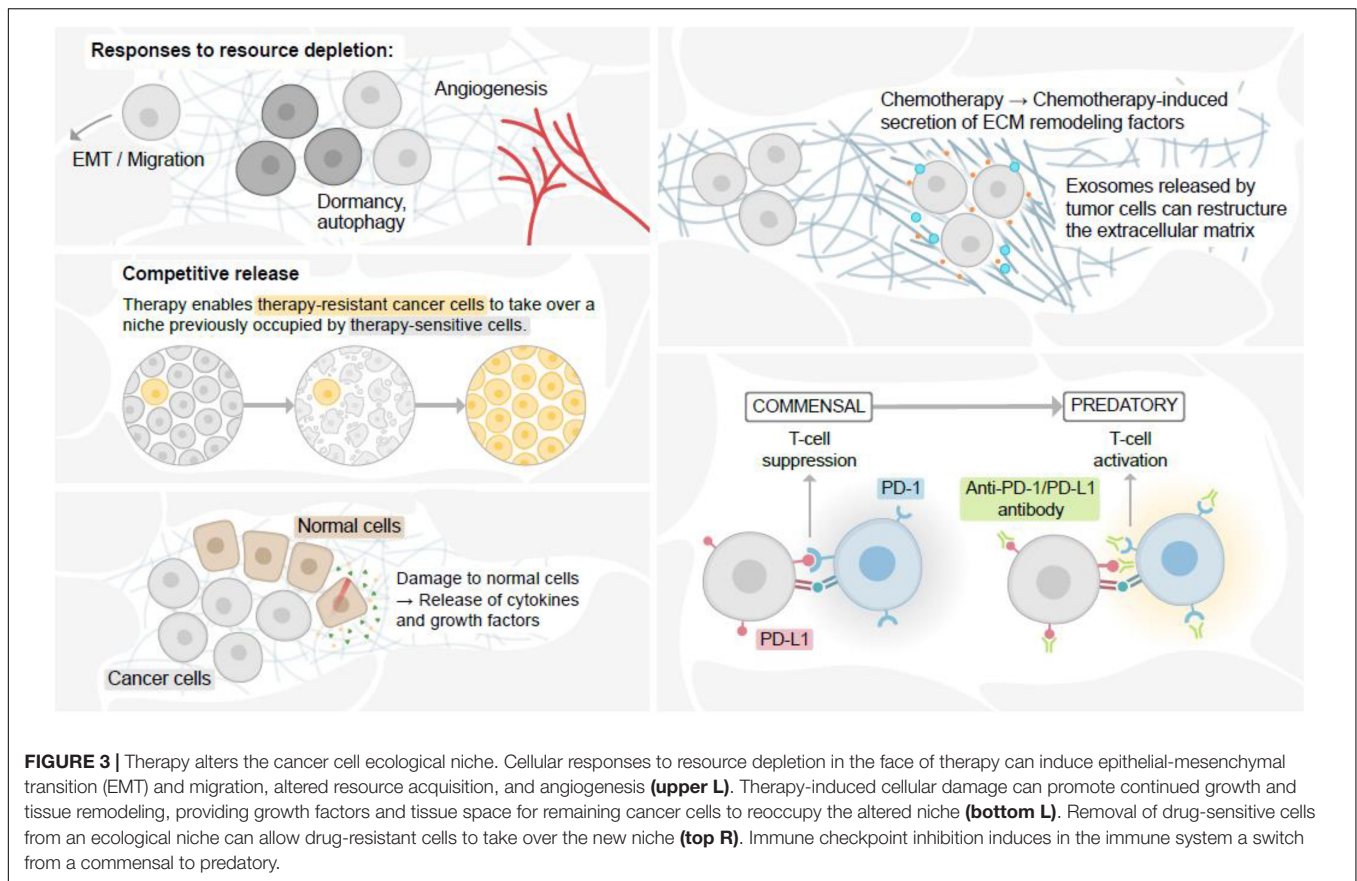 Responses to resource depletion:
Angiogenesis
EMT / Migration
Dormancy,
autophagy
Competitive release
Therapy enables therapy-resistant cancer cells to take over a
niche previously occupied by therapy-sensitive cells.
Normal cells
Damage to normal cells
→ Release of cytokines
and growth factors
Cancer cells
Chemotherapy → Chemotherapy-induced
secretion of ECM remodeling factors
Exosomes released by
tumor cells can restructure
the extracellular matrix
COMMENSAL
PREDATORY
T-cell
suppression
T-cell
activation
PD-1
Anti-PD-1/PD-L1
antibody
PD-L1
FIGURE 3 | Therapy alters the cancer cell ecological niche. Cellular responses to resource depletion in the face of therapy can induce epithelial-mesenchymal
transition (EMT) and migration, altered resource acquisition, and angiogenesis (upper L). Therapy-induced cellular damage can promote continued growth and
tissue remodeling, providing growth factors and tissue space for remaining cancer cells to reoccupy the altered niche (bottom L). Removal of drug-sensitive cells
from an ecological niche can allow drug-resistant cells to take over the new niche (top R). Immune checkpoint inhibition induces in the immune system a switch
from a commensal to predatory.